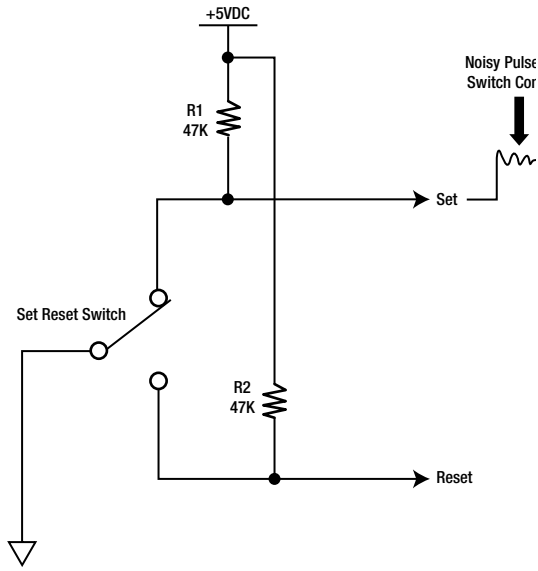 +5VDC
Noisy Pulse
Switch Con
R1
47K
Set
Set Reset Switch
R2
47K
Reset